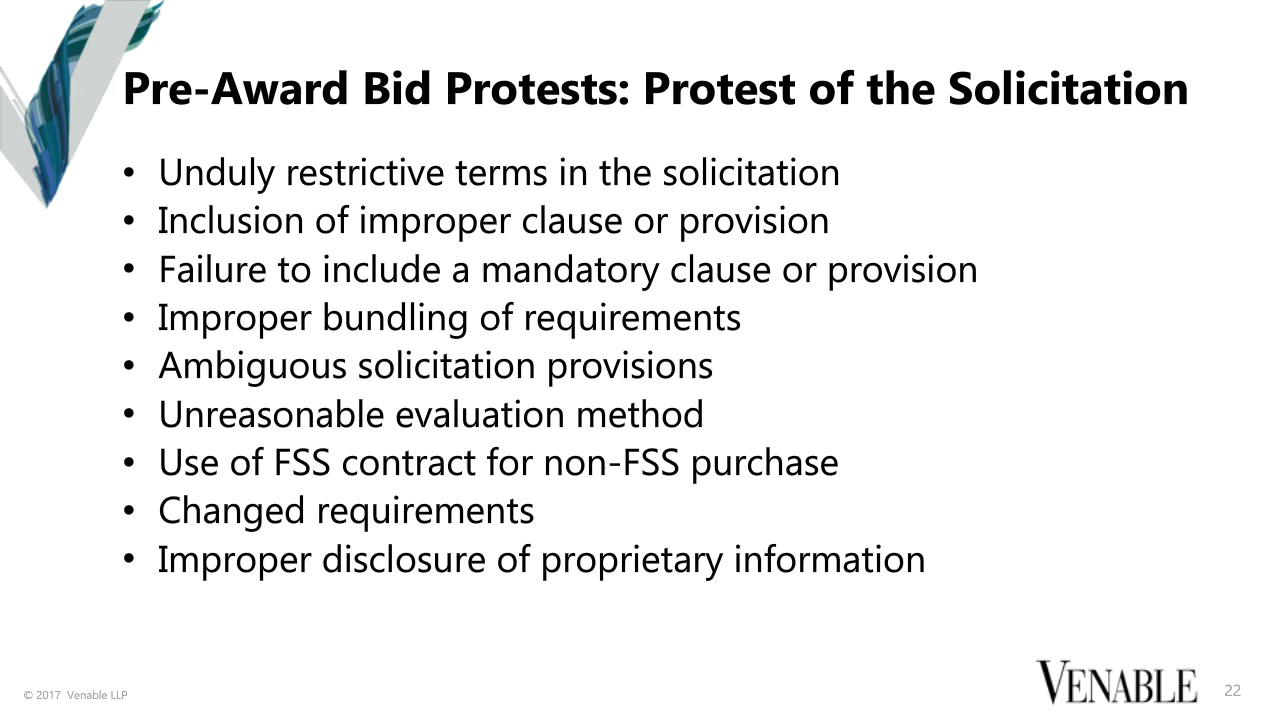 Pre-Award Bid Protests: Protest of the Solicitation
• Unduly restrictive terms in the solicitation
• Inclusion of improper clause or provision
• Failure to include a mandatory clause or provision
• Improper bundling of requirements
• Ambiguous solicitation provisions
• Unreasonable evaluation method
• Use of FSS contract for non-FSS purchase
• Changed requirements
• Improper disclosure of proprietary information
© 2017 Venable LLP
VENABLE
22